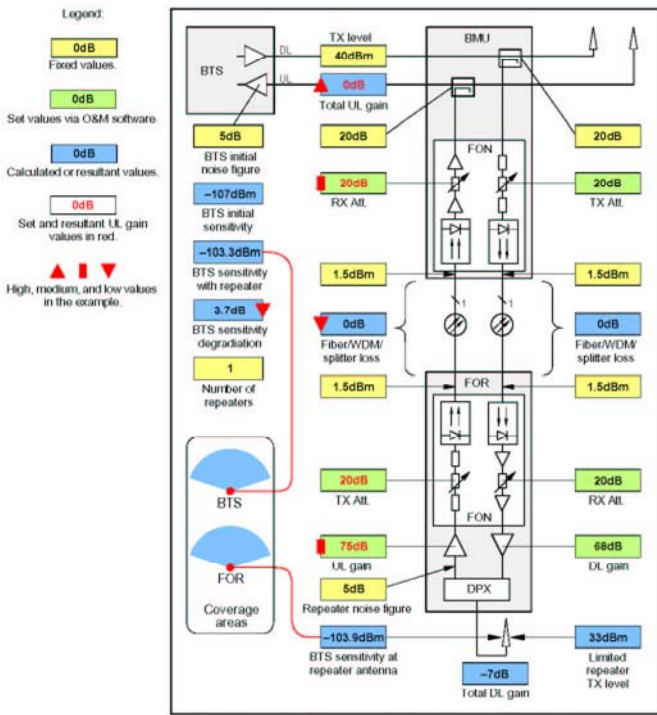 Legend:
0dB
Fixed values.
0dB
Set values via O&M software.
0dB
Calculated or resultant values.
0dB
Set and resultant UL gain
values in red.
High, medium, and low values
in the example.
BTS
DL
UL
TX level
40dBm
0dB
Total UL gain
BMU
5dB
BTS initial
noise figure
20dB
20dB
FON
–107dBm
BTS initial
sensitivity
20dB
RX Att.
20dB
TX Att.
–103.3dBm
BTS sensitivity
with repeater
1.5dBm
1.5dBm
3.7dB
BTS sensitivity
degradation
1
1
0dB
Fiber/WDM/
splitter loss
0dB
Fiber/WDM/
splitter loss
1
Number of
repeaters
1.5dBm
FOR
1.5dBm
BTS
FOR
Coverage
areas
20dB
TX Att.
20dB
RX Att.
FON
75dB
UL gain
68dB
DL gain
5dB
Repeater noise figure
DPX
–103.9dBm
BTS sensitivity at
repeater antenna
33dBm
Limited
repeater
TX level
–7dB
Total DL gain